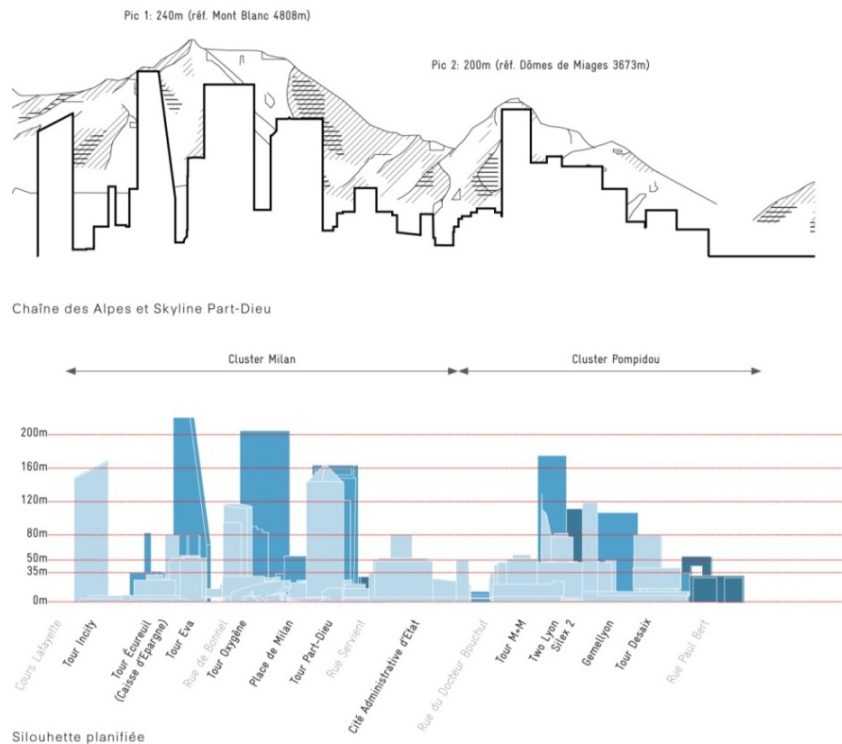 Pic 1: 240m (réf. Mont Blanc 4808m)
Pic 2: 200m (réf. Dômes de Miages 3673m)
Chaîne des Alpes et Skyline Part-Dieu
Cluster Milan
Cluster Pompidou
200m
160m
120m
80m
50m
35m
0m
Cours Lafayette
Tour Incity
Tour Écureuil
(Caisse d'Epargne)
Tour Eva
Rue de Bonnel
Tour Oxygène
Place de Milan
Tour Part-Dieu
Rue Servient
Cité Administrative d'Etat
Rue du Docteur Bouchut
Tour M+M
Two Lyon
Silex 2
Gemellyon
Tour Desaix
Rue Paul Bert
Silouhette planifiée